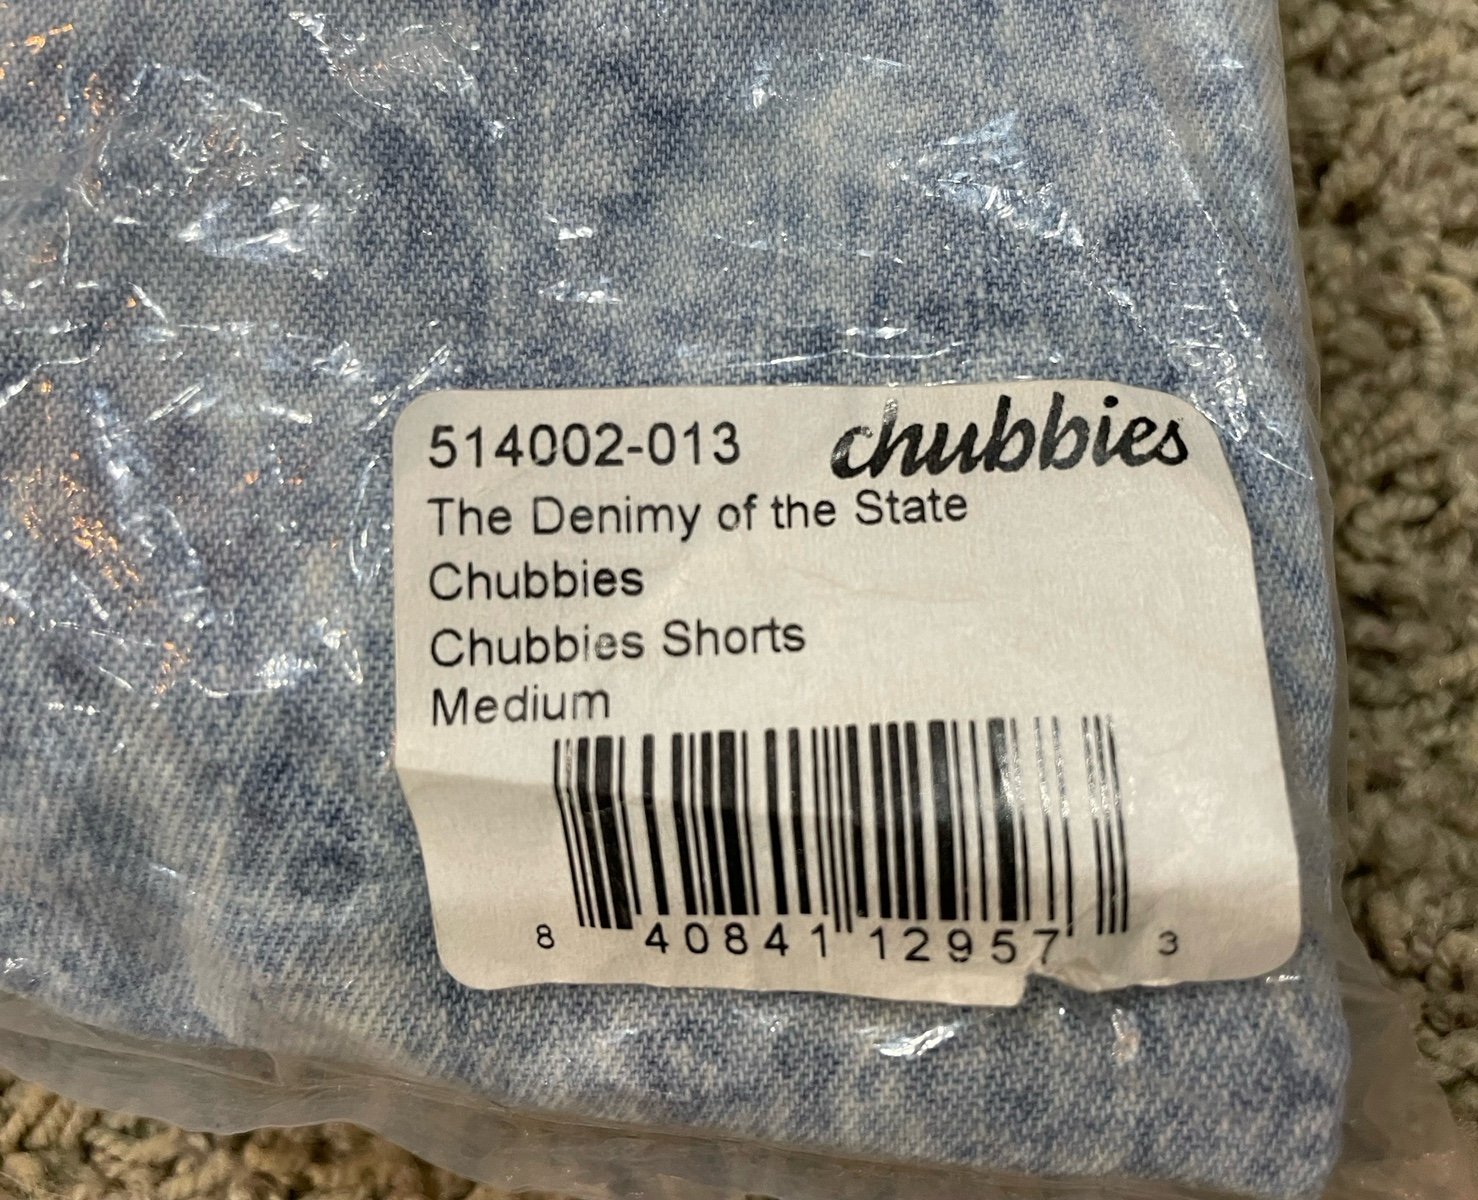 514002-013 chubbies
The Denimy of the State
Chubbies
Chubbies Shorts
Medium
8 40841 12957 3